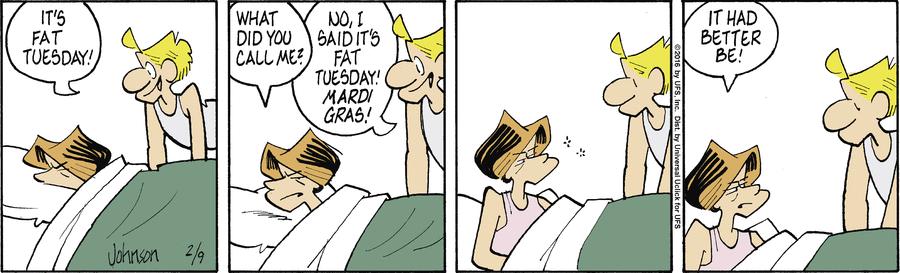 IT'S
FAT
TUESDAY!
Johnson 2/9
WHAT
DID YOU
CALL ME?
NO, I
SAID IT'S
FAT
TUESDAY!
MARDI
GRAS!
©2016 by UFS, Inc. Dist. by Universal Uclick for UFS
IT HAD
BETTER
BE!